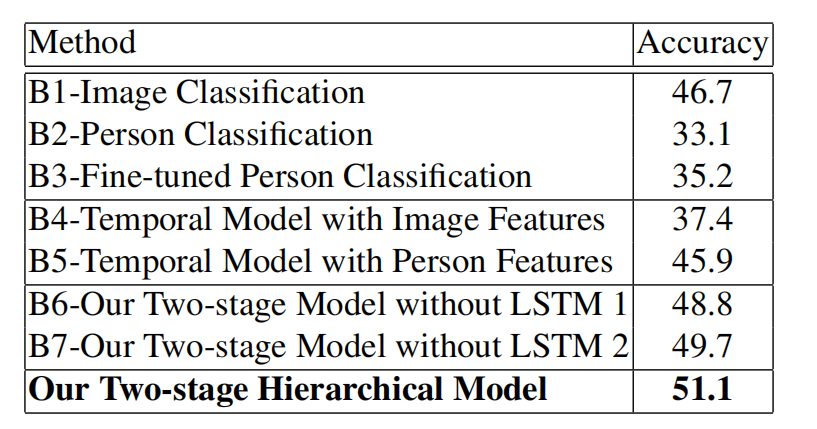 Method Accuracy
B1-Image Classification 46.7
B2-Person Classification 33.1
B3-Fine-tuned Person Classification 35.2
B4-Temporal Model with Image Features 37.4
B5-Temporal Model with Person Features 45.9
B6-Our Two-stage Model without LSTM 1 48.8
B7-Our Two-stage Model without LSTM 2 49.7
Our Two-stage Hierarchical Model 51.1